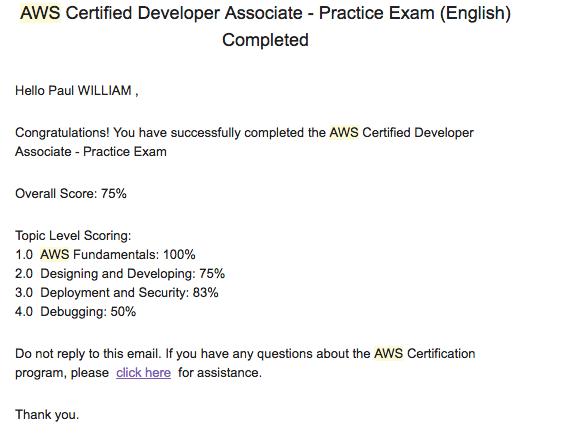 AWS Certified Developer Associate - Practice Exam (English)
Completed
Hello Paul WILLIAM ,
Congratulations! You have successfully completed the AWS Certified Developer
Associate - Practice Exam
Overall Score: 75%
Topic Level Scoring:
1.0 AWS Fundamentals: 100%
2.0 Designing and Developing: 75%
3.0 Deployment and Security: 83%
4.0 Debugging: 50%
Do not reply to this email. If you have any questions about the AWS Certification
program, please click here for assistance.
Thank you.